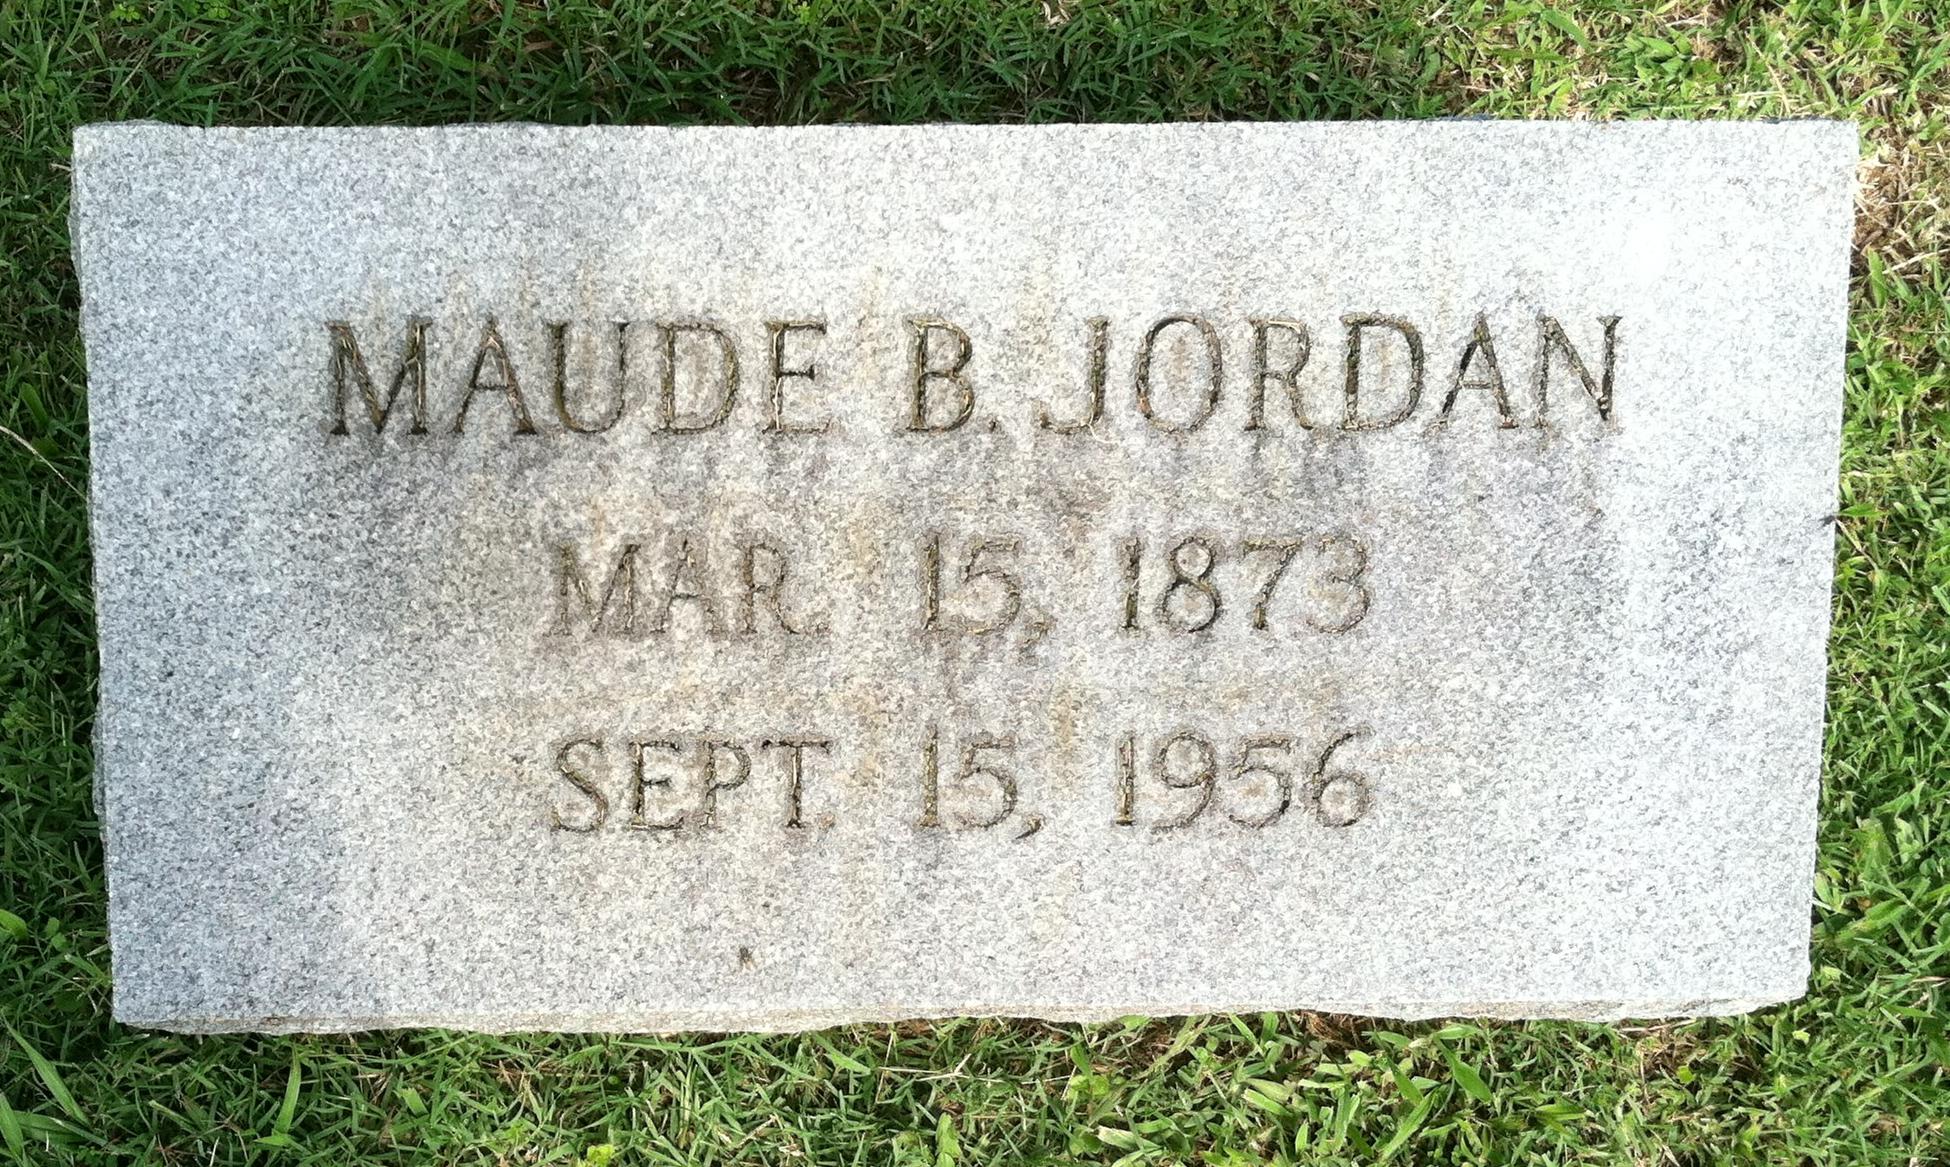 MAUDE B. JORDAN
MAR. 15, 1873
SEPT. 15, 1956